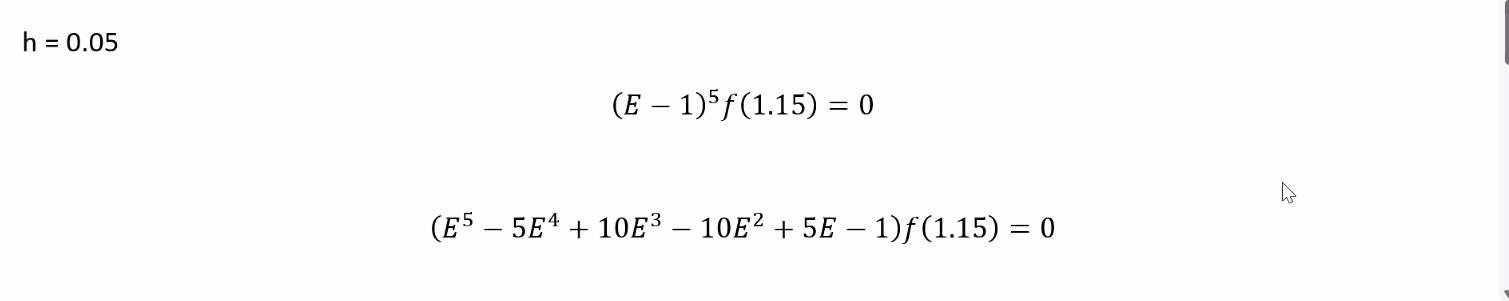 h = 0.05
(E − 1)⁵f(1.15) = 0
(E⁵ − 5E⁴ + 10E³ − 10E² + 5E − 1)f(1.15) = 0